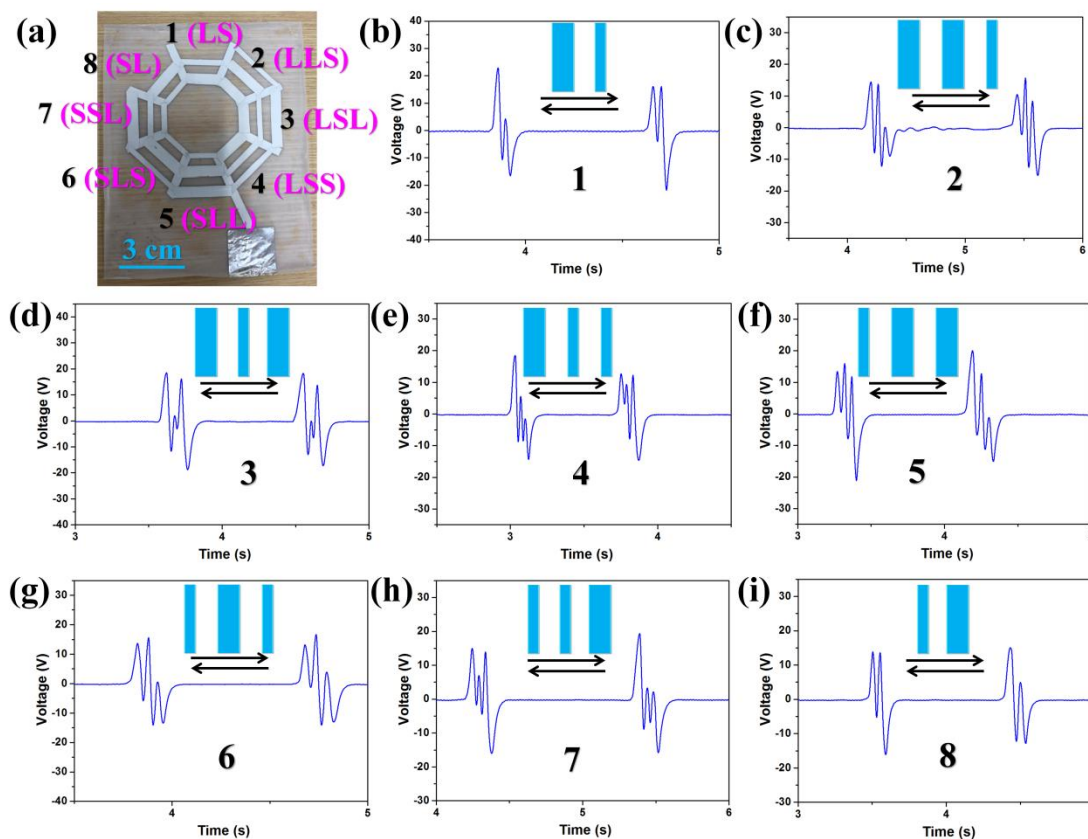 (a)
1 (LS)
2 (LLS)
3 (LSL)
4 (LSS)
5 (SLL)
6 (SLS)
7 (SSL)
8 (SL)
3 cm
(b)
Voltage (V)
40
30
20
10
0
-10
-20
-30
-40
1
4
5
Time (s)
(c)
Voltage (V)
30
20
10
0
-10
-20
-30
2
4
5
6
Time (s)
(d)
Voltage (V)
40
30
20
10
0
-10
-20
-30
-40
3
3
4
5
Time (s)
(e)
Voltage (V)
30
20
10
0
-10
-20
-30
4
3
4
Time (s)
(f)
Voltage (V)
30
20
10
0
-10
-20
-30
5
3
4
5
Time (s)
(g)
Voltage (V)
30
20
10
0
-10
-20
-30
-40
6
4
5
Time (s)
(h)
Voltage (V)
30
20
10
0
-10
-20
-30
7
4
5
6
Time (s)
(i)
Voltage (V)
30
20
10
0
-10
-20
-30
8
3
4
5
Time (s)